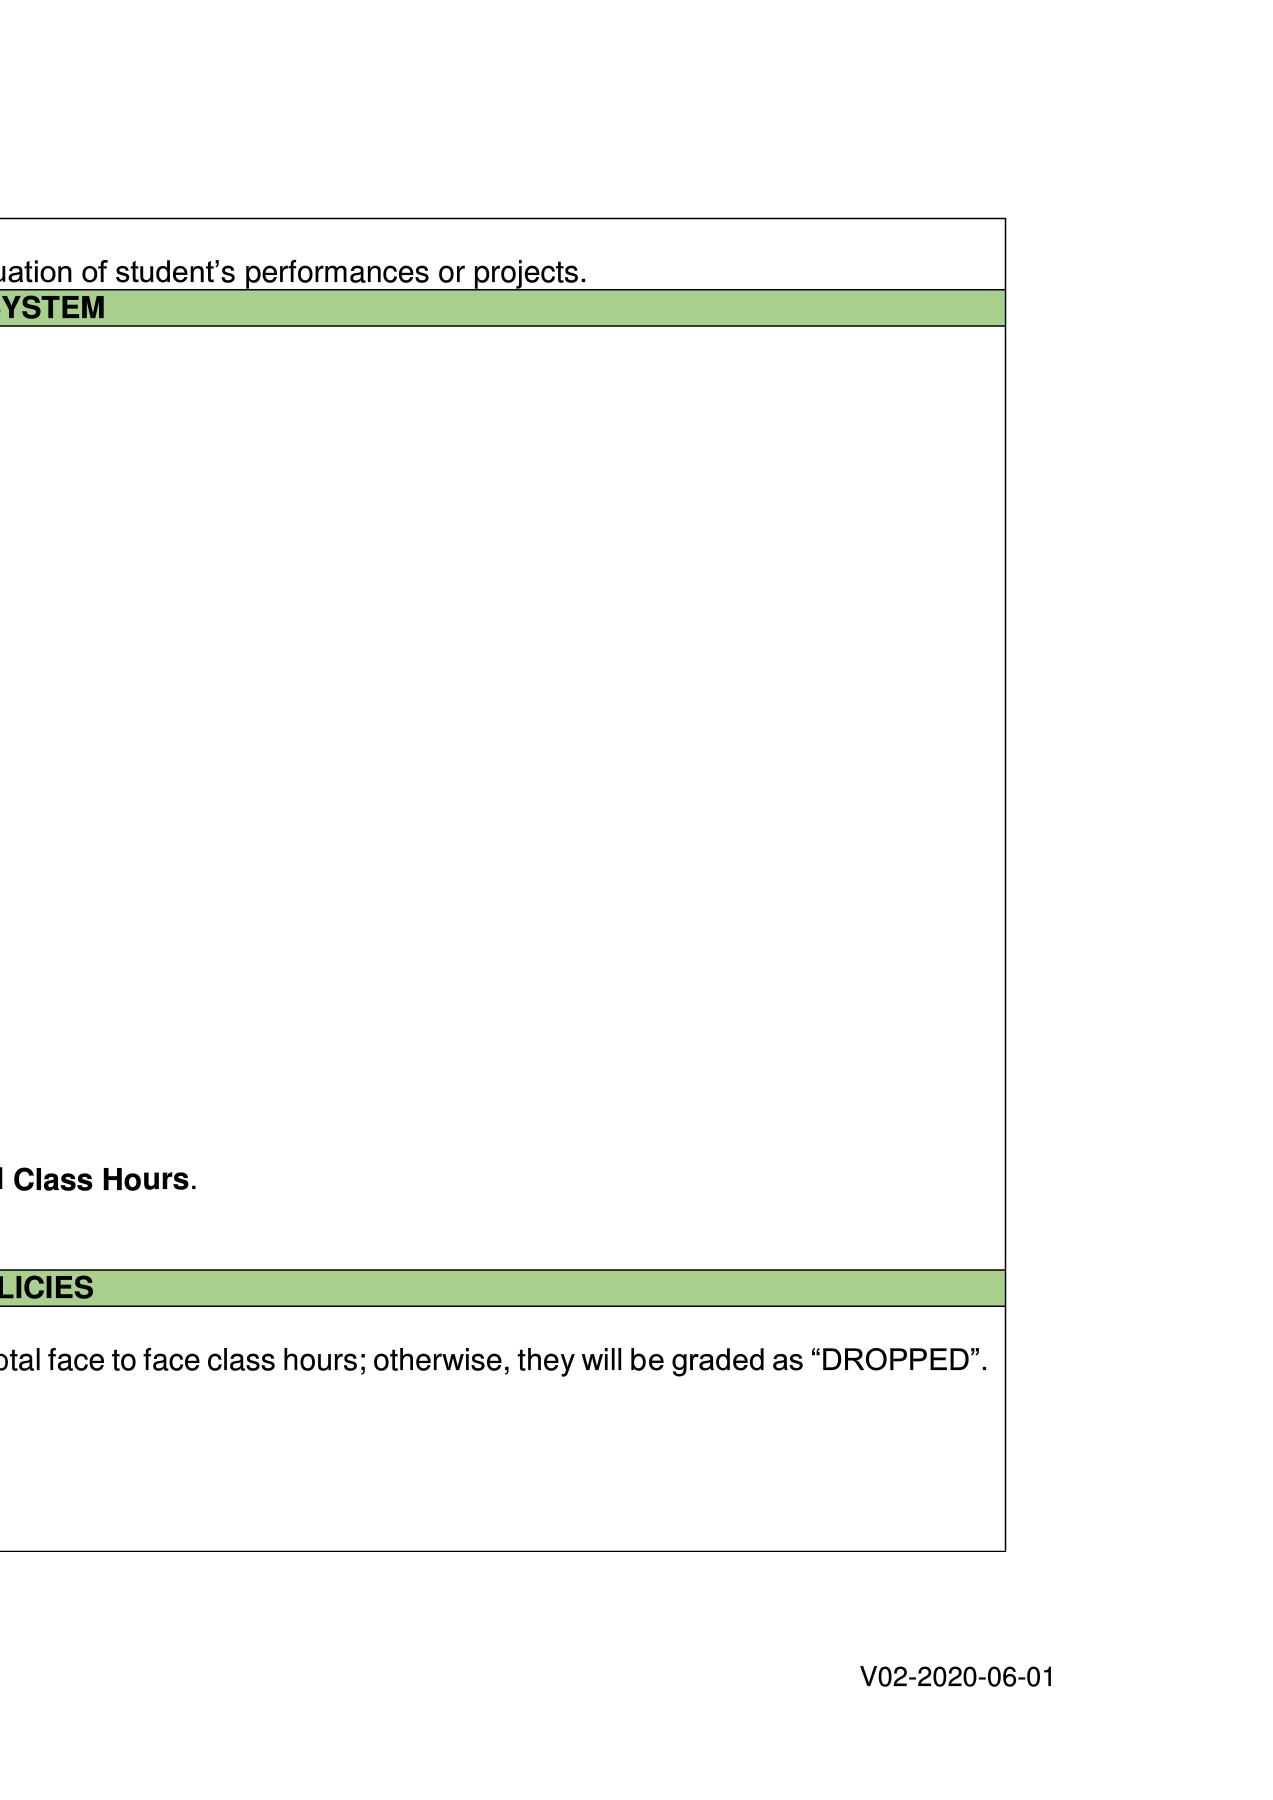 uation of student’s performances or projects.
YSTEM
Class Hours.
LICIES
otal face to face class hours; otherwise, they will be graded as “DROPPED”.
V02-2020-06-01